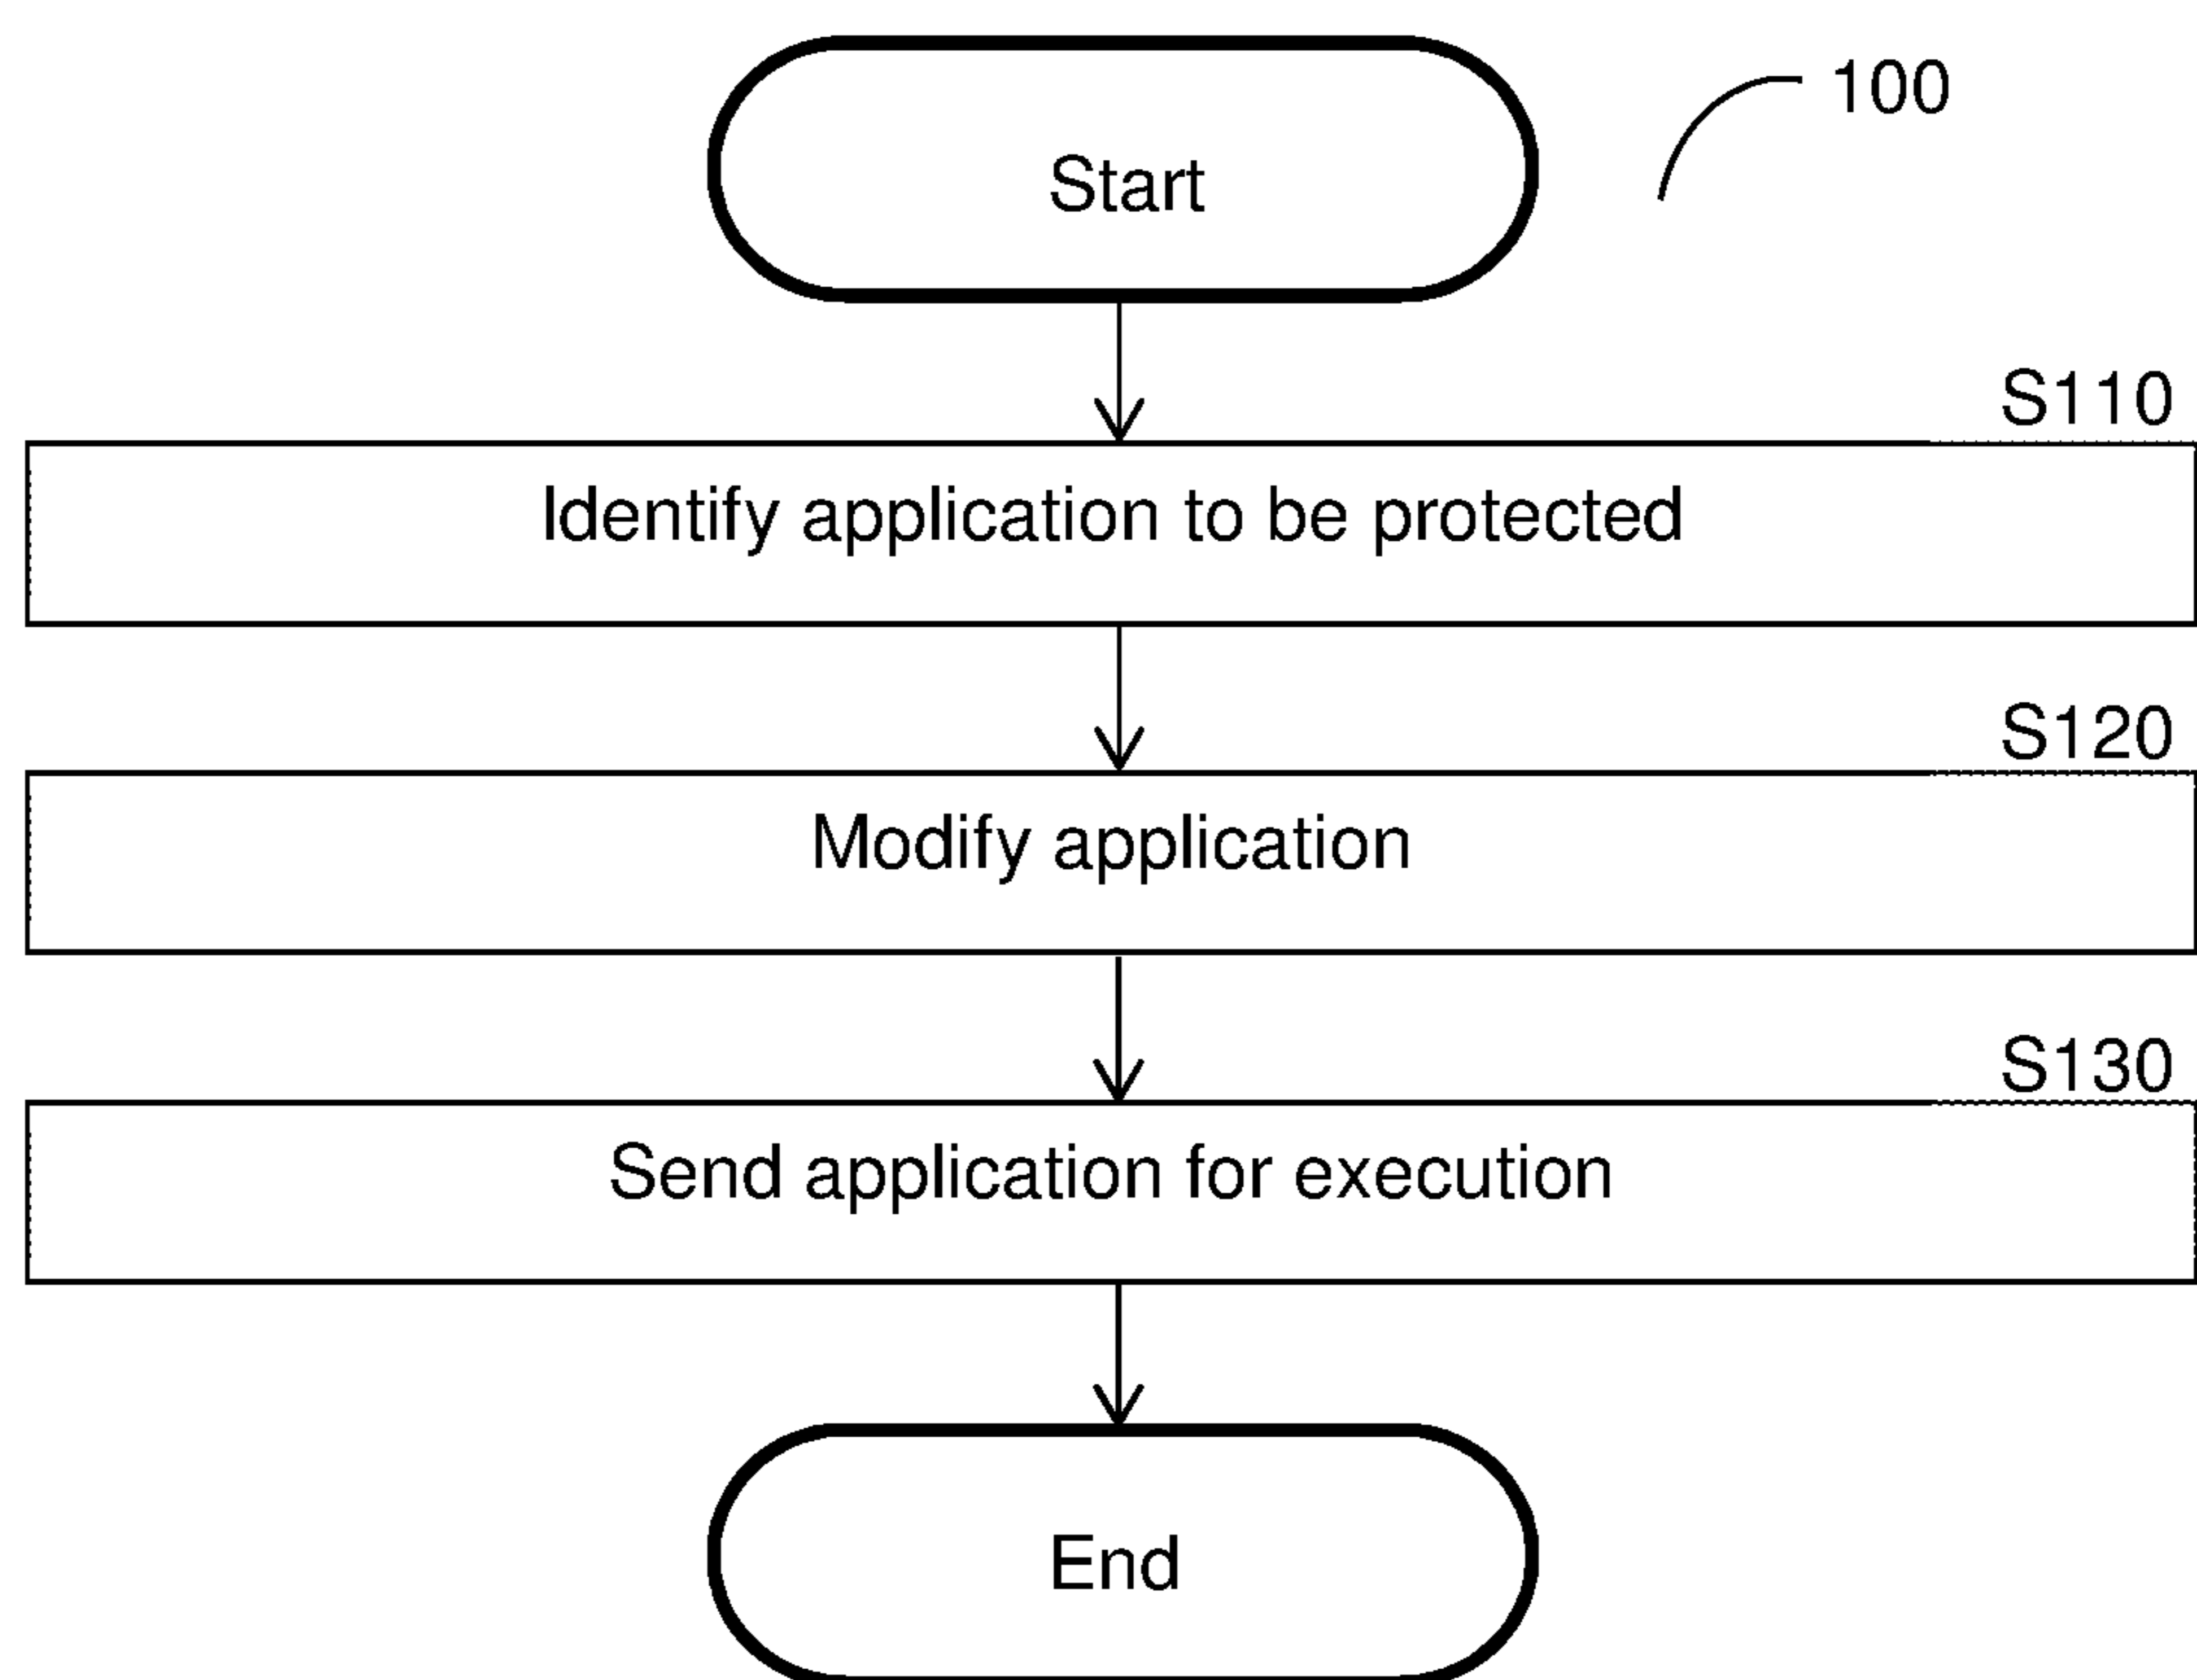 Start
100
S110
Identify application to be protected
S120
Modify application
S130
Send application for execution
End